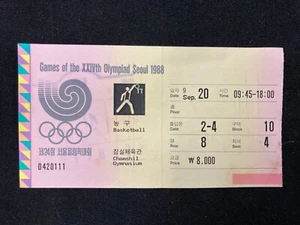 Games of the XXIVth Olympiad Seoul 1988
제24회 서울올림픽대회
0420111
농구
Basketball
잠실체육관
Chamshil
Gymnasium
일자 9 시간
Date Sep. 20 Time 09:45-18:00
층
Floor
출입문 구역
Gate 2-4 Block 10
열 좌석
Row 8 Seat 4
요금
Price ₩ 8,000